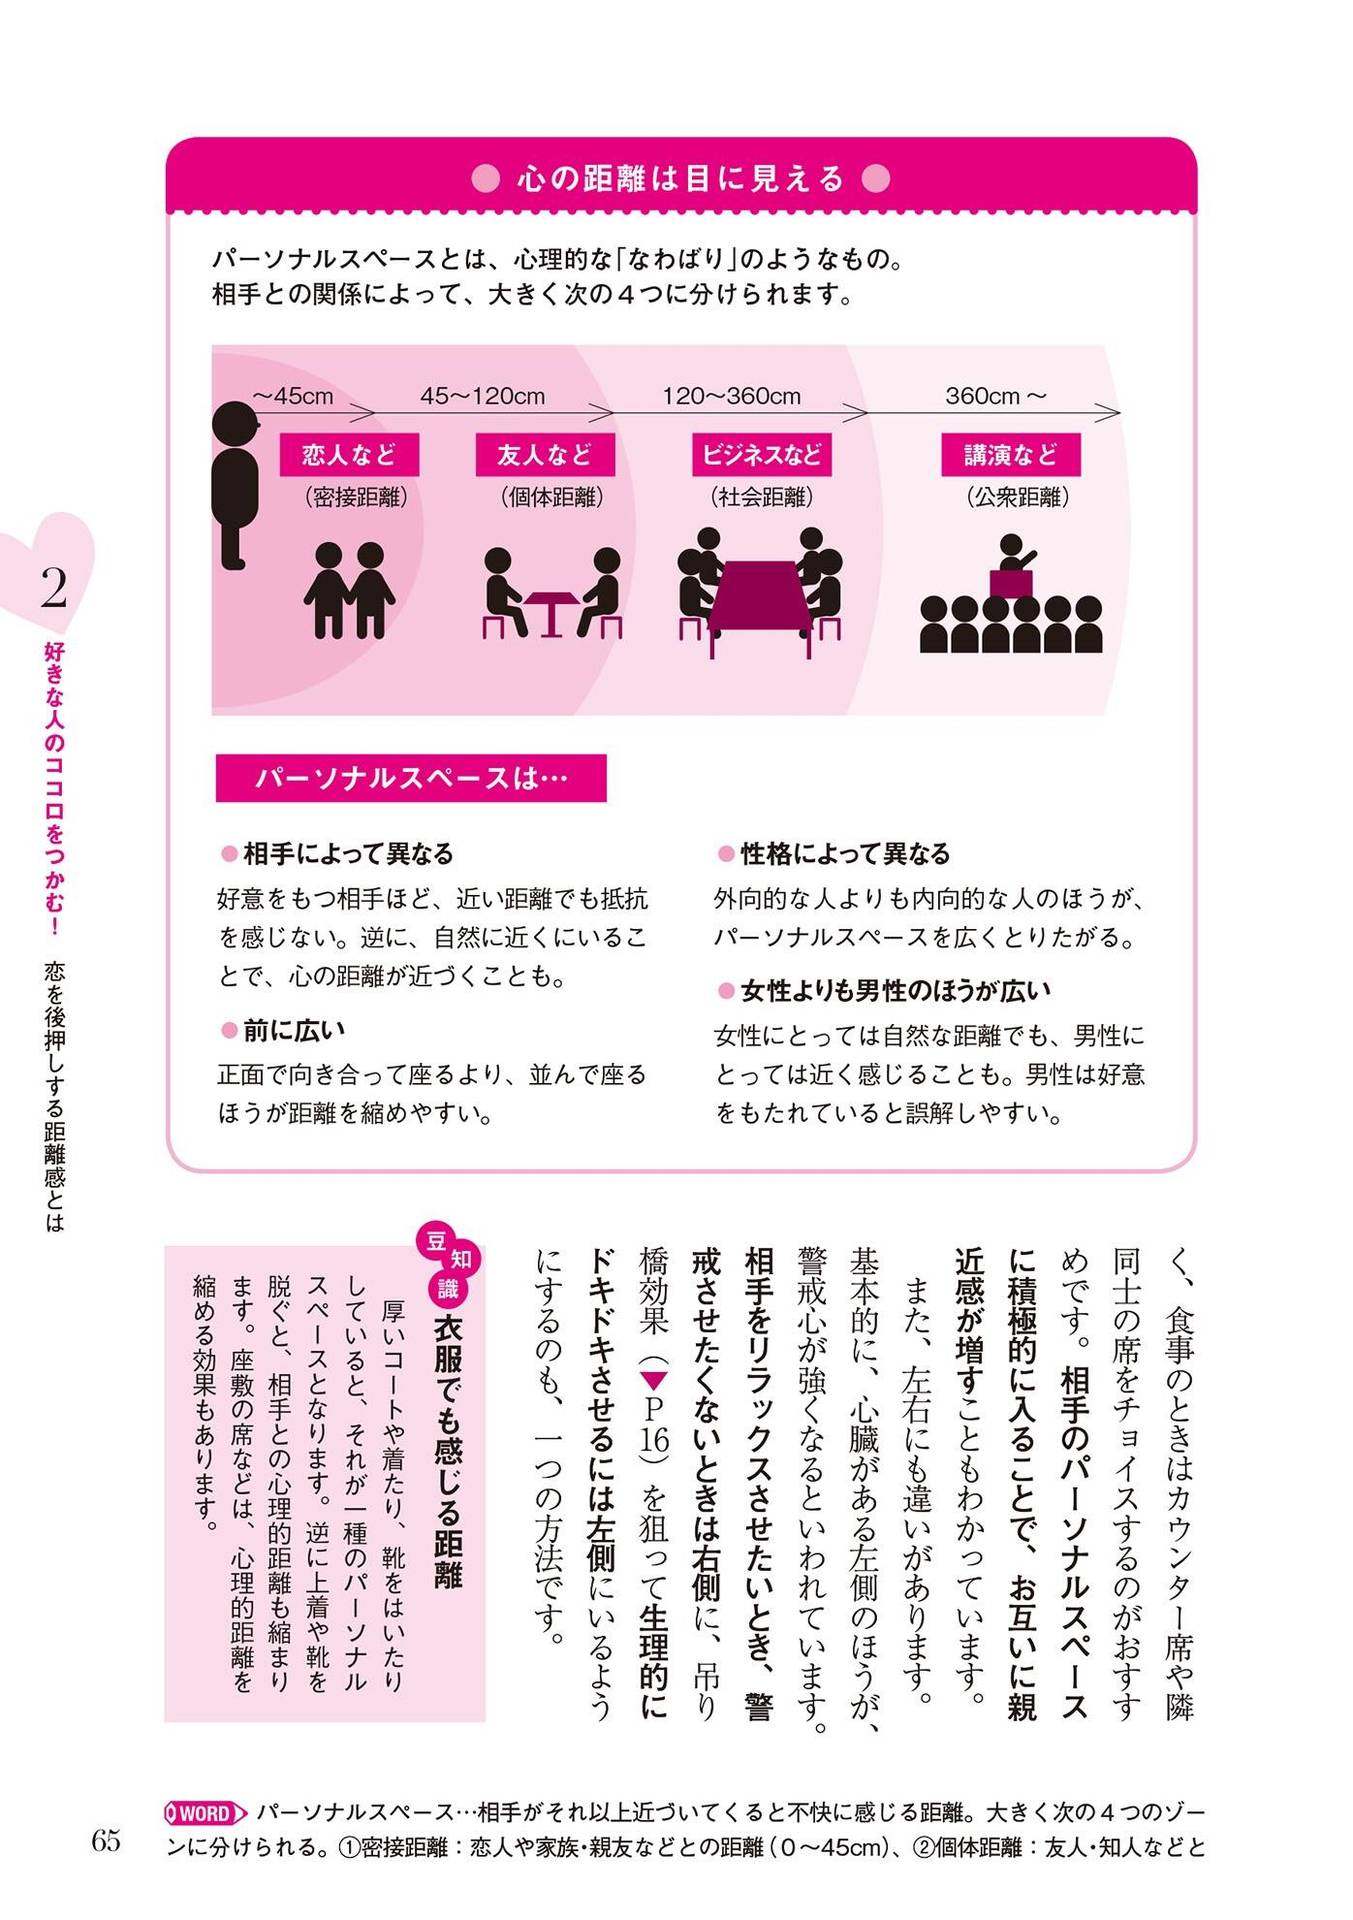 心の距離は目に見える
パーソナルスペースとは、心理的な「なわばり」のようなもの。
相手との関係によって、大きく次の4つに分けられます。
～45cm
45～120cm
120～360cm
360cm～
恋人など
友人など
ビジネスなど
講演など
（密接距離）
（個体距離）
（社会距離）
（公衆距離）
パーソナルスペースは…
●相手によって異なる
好意をもつ相手ほど、近い距離でも抵抗
を感じない。逆に、自然に近くにいるこ
とで、心の距離が近づくことも。
●前に広い
正面で向き合って座るより、並んで座る
ほうが距離を縮めやすい。
●性格によって異なる
外向的な人よりも内向的な人のほうが、
パーソナルスペースを広くとりたがる。
●女性よりも男性のほうが広い
女性にとっては自然な距離でも、男性に
とっては近く感じることも。男性は好意
をもたれていると誤解しやすい。
く、食事のときはカウンター席や隣
同士の席をチョイスするのがおすす
めです。相手のパーソナルスペース
に積極的に入ることで、お互いに親
近感が増すこともわかっています。
また、左右にも違いがあります。
基本的に、心臓がある左側のほうが、
警戒心が強くなるといわれています。
相手をリラックスさせたいとき、警
戒させたくないときは右側に、吊り
橋効果（▼P16）を狙って生理的に
ドキドキさせるには左側にいるよう
にするのも、一つの方法です。
豆知識
衣服でも感じる距離
厚いコートや着たり、靴をはいたり
していると、それが一種のパーソナル
スペースとなります。逆に上着や靴を
脱ぐと、相手との心理的距離も縮まり
ます。座敷の席などは、心理的距離を
縮める効果もあります。
WORD パーソナルスペース…相手がそれ以上近づいてくると不快に感じる距離。大きく次の4つのゾー
ンに分けられる。①密接距離：恋人や家族・親友などとの距離（0～45cm）、②個体距離：友人・知人などと
2
好きな人のココロをつかむ！ 恋を後押しする距離感とは
65